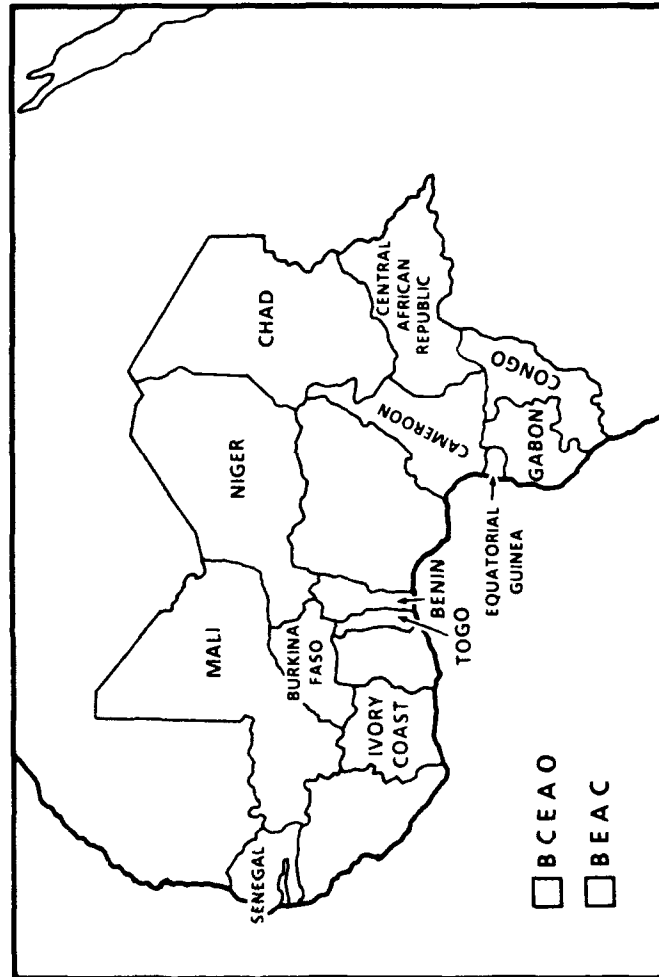 MALI
NIGER
CHAD
SENEGAL
BURKINA
FASO
IVORY
COAST
TOGO
BENIN
CAMEROON
CENTRAL
AFRICAN
REPUBLIC
EQUATORIAL
GUINEA
GABON
CONGO
BCEAO
BEAC